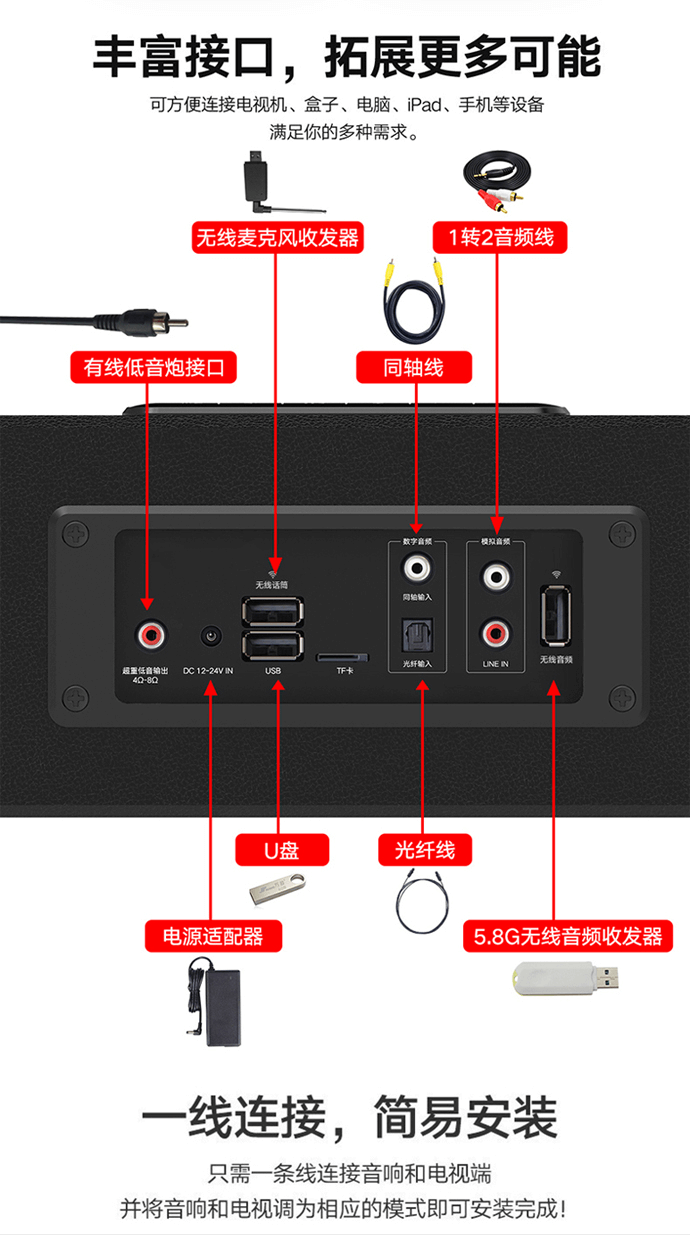 丰富接口，拓展更多可能
可方便连接电视机、盒子、电脑、iPad、手机等设备
满足你的多种需求。
无线麦克风收发器
1转2音频线
有线低音炮接口
同轴线
数字音频
模拟音频
无线话筒
同轴输入
超重低音输出
4Ω-8Ω
DC 12~24V IN
USB
TF卡
光纤输入
LINE IN
无线音频
U盘
光纤线
电源适配器
5.8G无线音频收发器
一线连接，简易安装
只需一条线连接音响和电视端
并将音响和电视调为相应的模式即可安装完成！